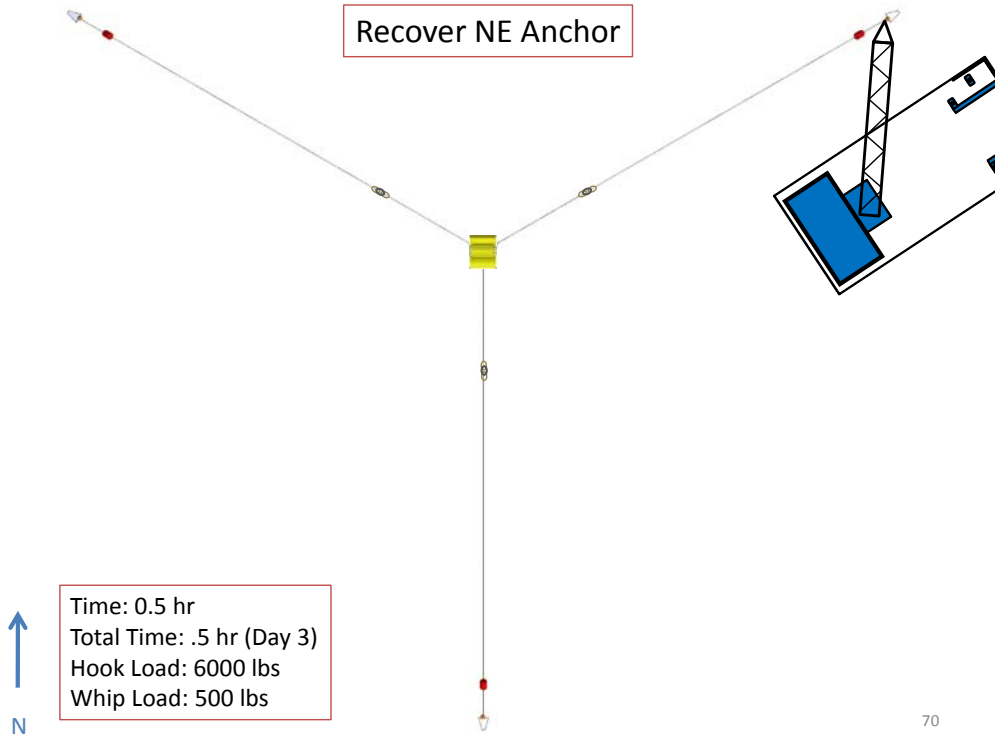 Recover NE Anchor
Time: 0.5 hr
Total Time: .5 hr (Day 3)
Hook Load: 6000 lbs
Whip Load: 500 lbs
N
70